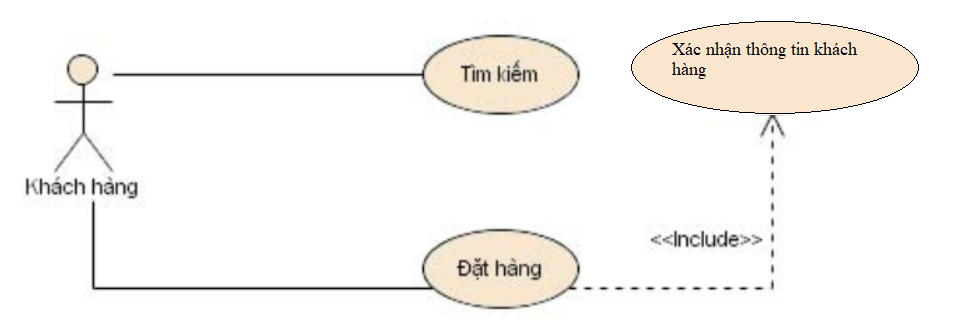 Tìm kiếm
Xác nhận thông tin khách
hàng
Khách hàng
<<Include>>
Đặt hàng